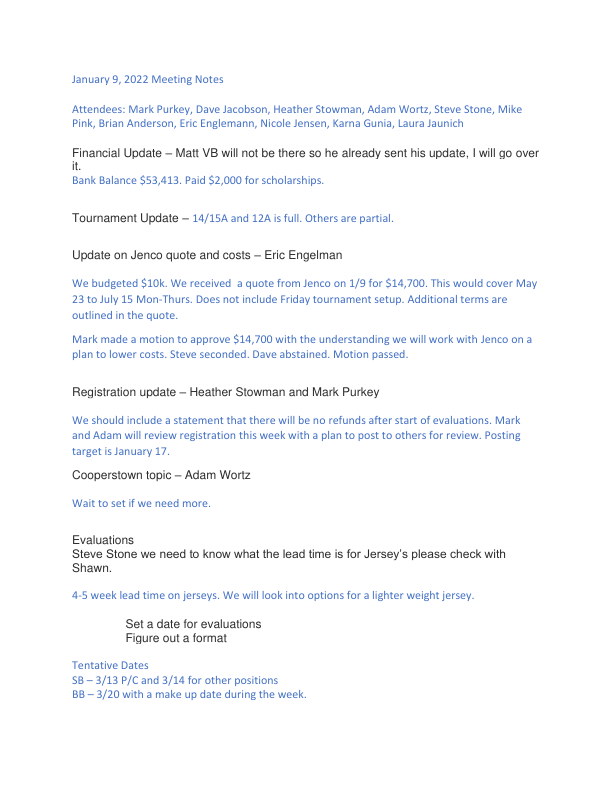 January 9, 2022 Meeting Notes
Attendees: Mark Purkey, Dave Jacobson, Heather Stowman, Adam Wortz, Steve Stone, Mike
Pink, Brian Anderson, Eric Englemann, Nicole Jensen, Karna Gunia, Laura Jaunich
Financial Update – Matt VB will not be there so he already sent his update, I will go over
it.
Bank Balance $53,413. Paid $2,000 for scholarships.
Tournament Update – 14/15A and 12A is full. Others are partial.
Update on Jenco quote and costs – Eric Engelman
We budgeted $10k. We received  a quote from Jenco on 1/9 for $14,700. This would cover May
23 to July 15 Mon-Thurs. Does not include Friday tournament setup. Additional terms are
outlined in the quote.
Mark made a motion to approve $14,700 with the understanding we will work with Jenco on a
plan to lower costs. Steve seconded. Dave abstained. Motion passed.
Registration update – Heather Stowman and Mark Purkey
We should include a statement that there will be no refunds after start of evaluations. Mark
and Adam will review registration this week with a plan to post to others for review. Posting
target is January 17.
Cooperstown topic – Adam Wortz
Wait to set if we need more.
Evaluations
Steve Stone we need to know what the lead time is for Jersey's please check with
Shawn.
4-5 week lead time on jerseys. We will look into options for a lighter weight jersey.
Set a date for evaluations
Figure out a format
Tentative Dates
SB – 3/13 P/C and 3/14 for other positions
BB – 3/20 with a make up date during the week.